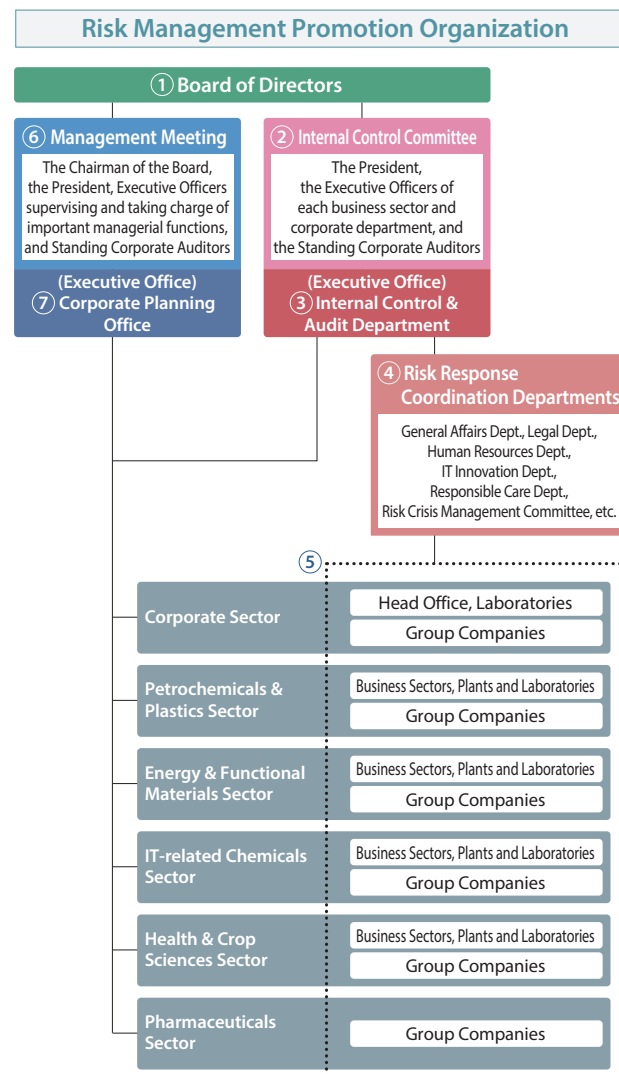 Risk Management Promotion Organization
① Board of Directors
⑥ Management Meeting
The Chairman of the Board,
the President, Executive Officers
supervising and taking charge of
important managerial functions,
and Standing Corporate Auditors
(Executive Office)
⑦ Corporate Planning
Office
② Internal Control Committee
The President,
the Executive Officers of
each business sector and
corporate department, and
the Standing Corporate Auditors
(Executive Office)
③ Internal Control &
Audit Department
④ Risk Response
Coordination Departments
General Affairs Dept., Legal Dept.,
Human Resources Dept.,
IT Innovation Dept.,
Responsible Care Dept.,
Risk Crisis Management Committee, etc.
⑤
Corporate Sector
Head Office, Laboratories
Group Companies
Petrochemicals &
Plastics Sector
Business Sectors, Plants and Laboratories
Group Companies
Energy & Functional
Materials Sector
Business Sectors, Plants and Laboratories
Group Companies
IT-related Chemicals
Sector
Business Sectors, Plants and Laboratories
Group Companies
Health & Crop
Sciences Sector
Business Sectors, Plants and Laboratories
Group Companies
Pharmaceuticals
Sector
Group Companies